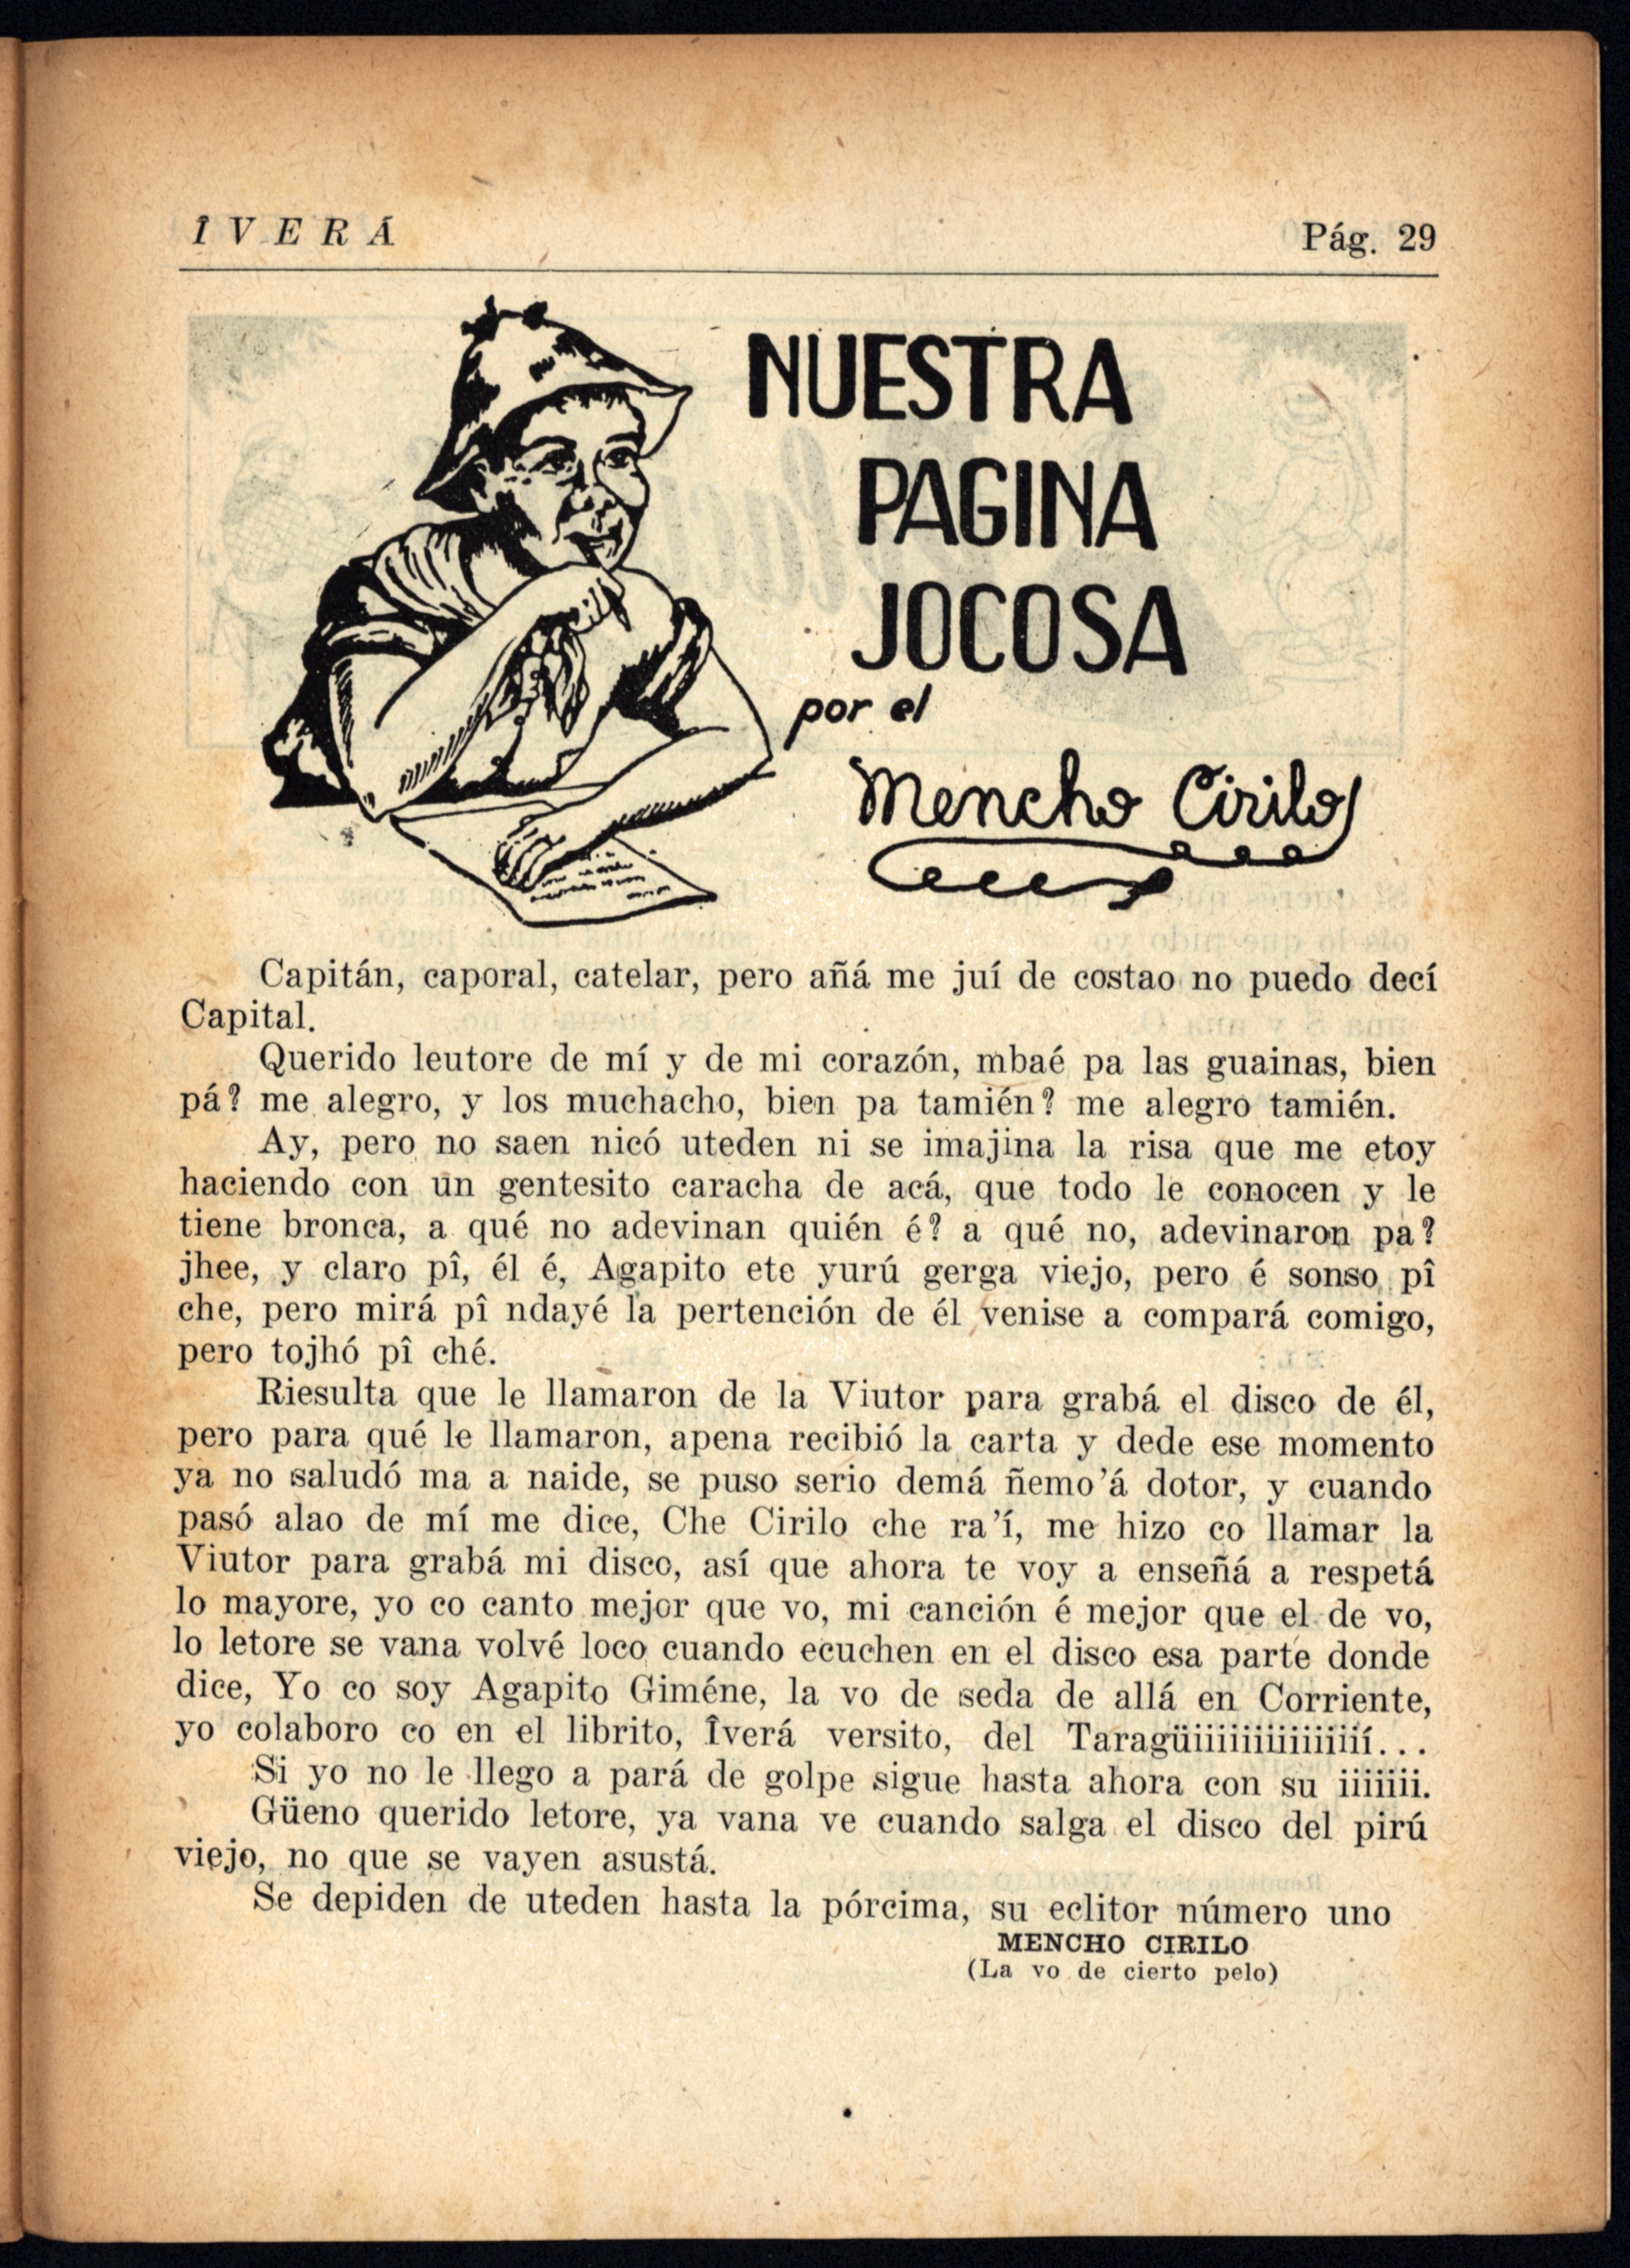 ÎVERÁ
Pág. 29
NUESTRA
PAGINA
JOCOSA
por el
Mencho Cirilo
Capitán, caporal, catelar, pero añá me juí de costao no puedo decí
Capital.
Querido leutore de mí y de mi corazón, mbaé pa las guainas, bien
pá? me alegro, y los muchacho, bien pa tamién? me alegro tamién.
Ay, pero no saen nicó uteden ni se imajina la risa que me etoy
haciendo con un gentesito caracha de acá, que todo le conocen y le
tiene bronca, a qué no adevinan quién é? a qué no, adevinaron pa?
jhee, y claro pî, él é, Agapito ete yurú gerga viejo, pero é sonso pî
che, pero mirá pî ndayé la pertención de él venise a compará comigo,
pero tojhó pî ché.
Riesulta que le llamaron de la Viutor para grabá el disco de él,
pero para qué le llamaron, apena recibió la carta y dede ese momento
ya no saludó ma a naide, se puso serio demá ñemo'á dotor, y cuando
pasó alao de mí me dice, Che Cirilo che ra'í, me hizo co llamar la
Viutor para grabá mi disco, así que ahora te voy a enseñá a respetá
lo mayore, yo co canto mejor que vo, mi canción é mejor que el de vo,
lo letore se vana volvé loco cuando ecuchen en el disco esa parte donde
dice, Yo co soy Agapito Giméne, la vo de seda de allá en Corriente,
yo colaboro co en el librito, Îverá versito, del Taragüiiiiiiiiiiiiiiií...
Si yo no le llego a pará de golpe sigue hasta ahora con su iiiiiii.
Güeno querido letore, ya vana ve cuando salga el disco del pirú
viejo, no que se vayen asustá.
Se depiden de uteden hasta la pórcima, su eclitor número uno
MENCHO CIRILO
(La vo de cierto pelo)